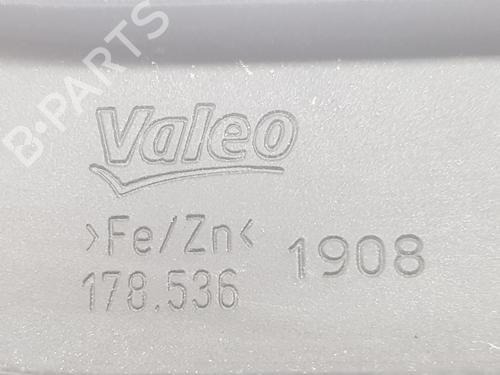 B-PARTS
Valeo
>Fe/Zn< 1908
178.536